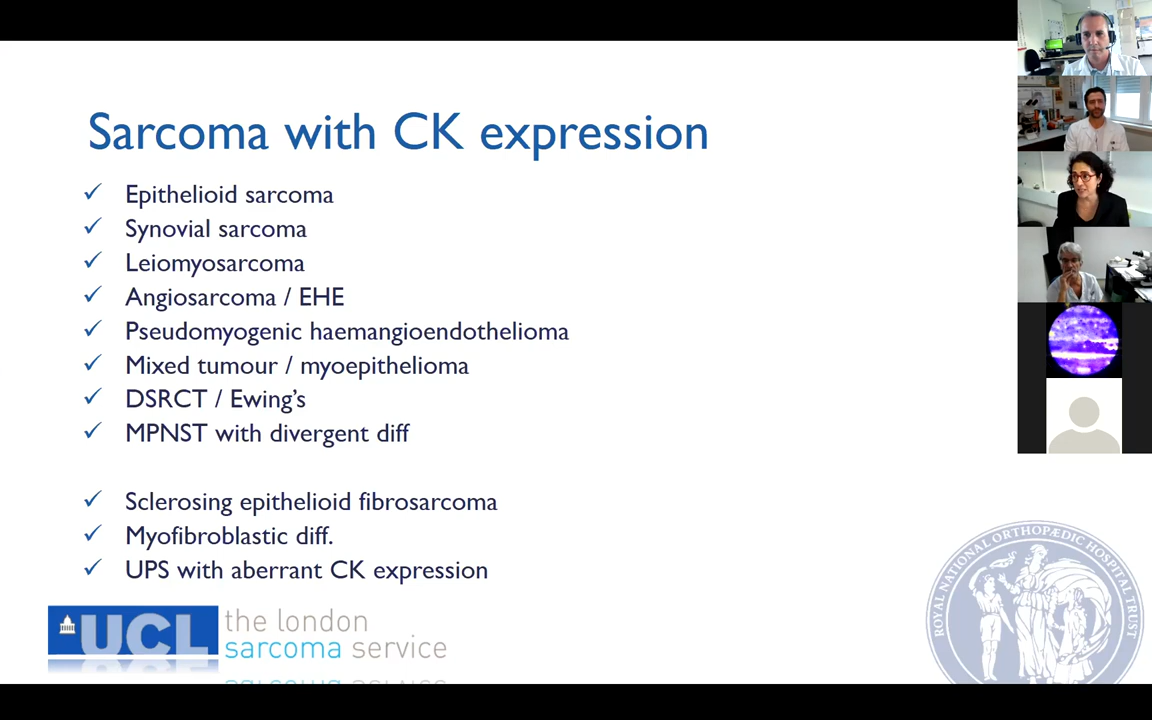 Sarcoma with CK expression
✓ Epithelioid sarcoma
✓ Synovial sarcoma
✓ Leiomyosarcoma
✓ Angiosarcoma / EHE
✓ Pseudomyogenic haemangioendothelioma
✓ Mixed tumour / myoepithelioma
✓ DSRCT / Ewing's
✓ MPNST with divergent diff
✓ Sclerosing epithelioid fibrosarcoma
✓ Myofibroblastic diff.
✓ UPS with aberrant CK expression
UCL
the london
sarcoma service
ROYAL NATIONAL ORTHOPÆDIC HOSPITAL TRUST